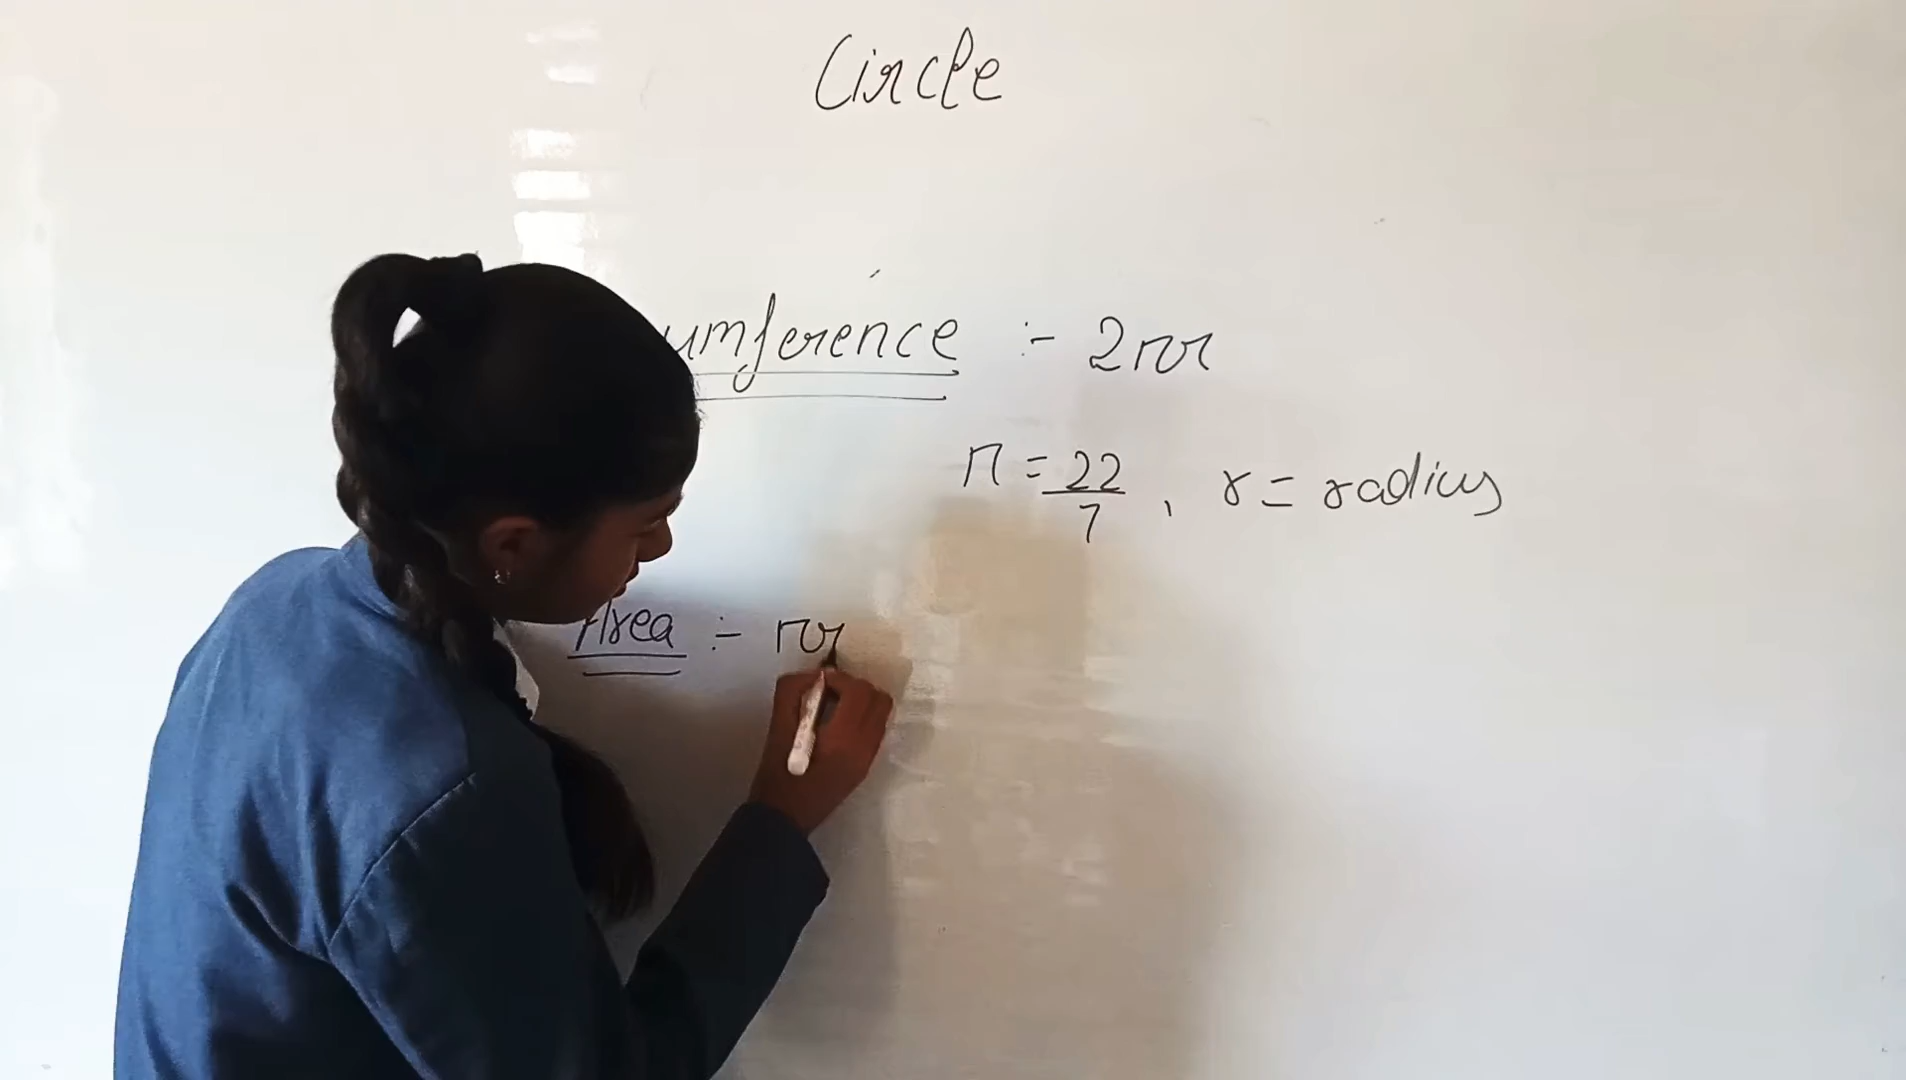 Circle
umference :- 2πr
π = 22/7, r = radius
Area :- πr